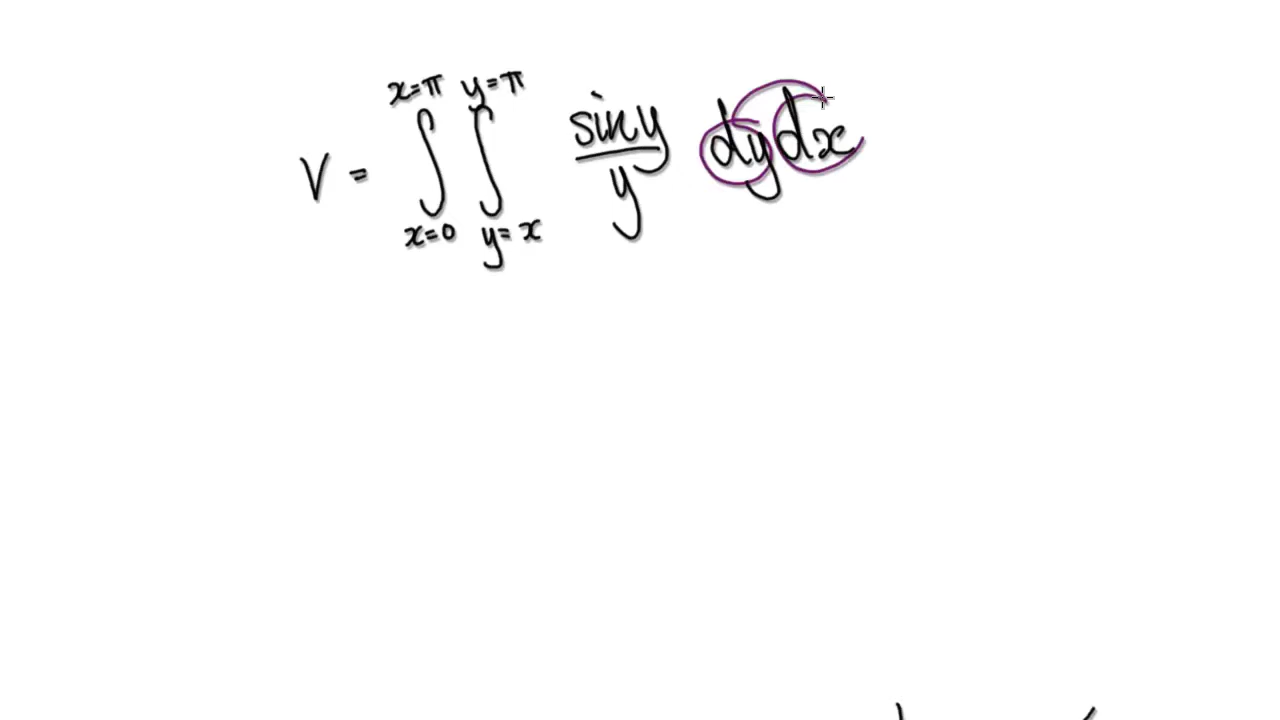 x=π y=π
V = ∫ ∫ sin y / y dy dx
x=0 y=x